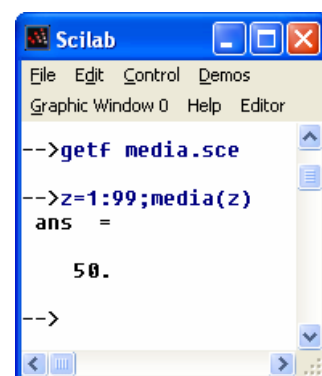 Scilab
File Edit Control Demos
Graphic Window 0 Help Editor
-->getf media.sce
-->z=1:99;media(z)
ans =
50.
-->